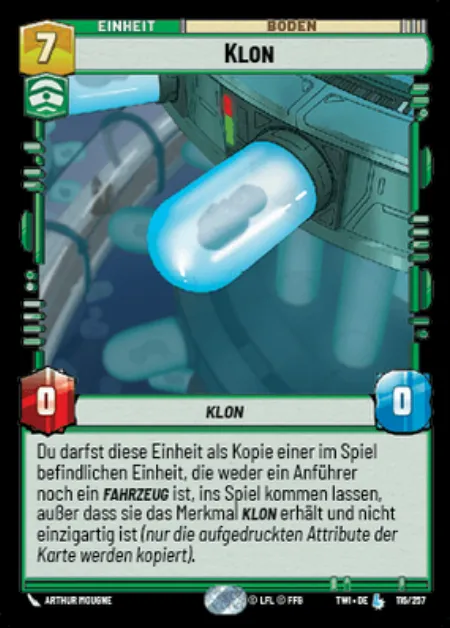 EINHEIT
BODEN
7
KLON
0
KLON
0
Du darfst diese Einheit als Kopie einer im Spiel
befindlichen Einheit, die weder ein Anführer
noch ein FAHRZEUG ist, ins Spiel kommen lassen,
außer dass sie das Merkmal KLON erhält und nicht
einzigartig ist (nur die aufgedruckten Attribute der
Karte werden kopiert).
ARTHUR MOUGNE
© LFL © FFG
TWI • DE
L
116/257